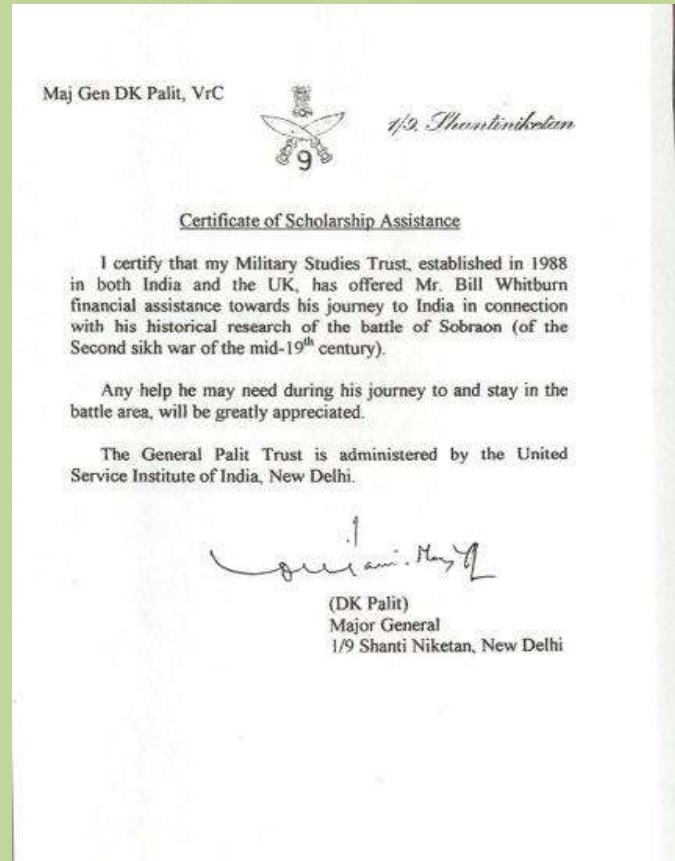 Maj Gen DK Palit, VrC
1/9. Shantiniketan
9
Certificate of Scholarship Assistance
I certify that my Military Studies Trust, established in 1988
in both India and the UK, has offered Mr. Bill Whitburn
financial assistance towards his journey to India in connection
with his historical research of the battle of Sobraon (of the
Second sikh war of the mid-19th century).
Any help he may need during his journey to and stay in the
battle area, will be greatly appreciated.
The General Palit Trust is administered by the United
Service Institute of India, New Delhi.
(DK Palit)
Major General
1/9 Shanti Niketan, New Delhi